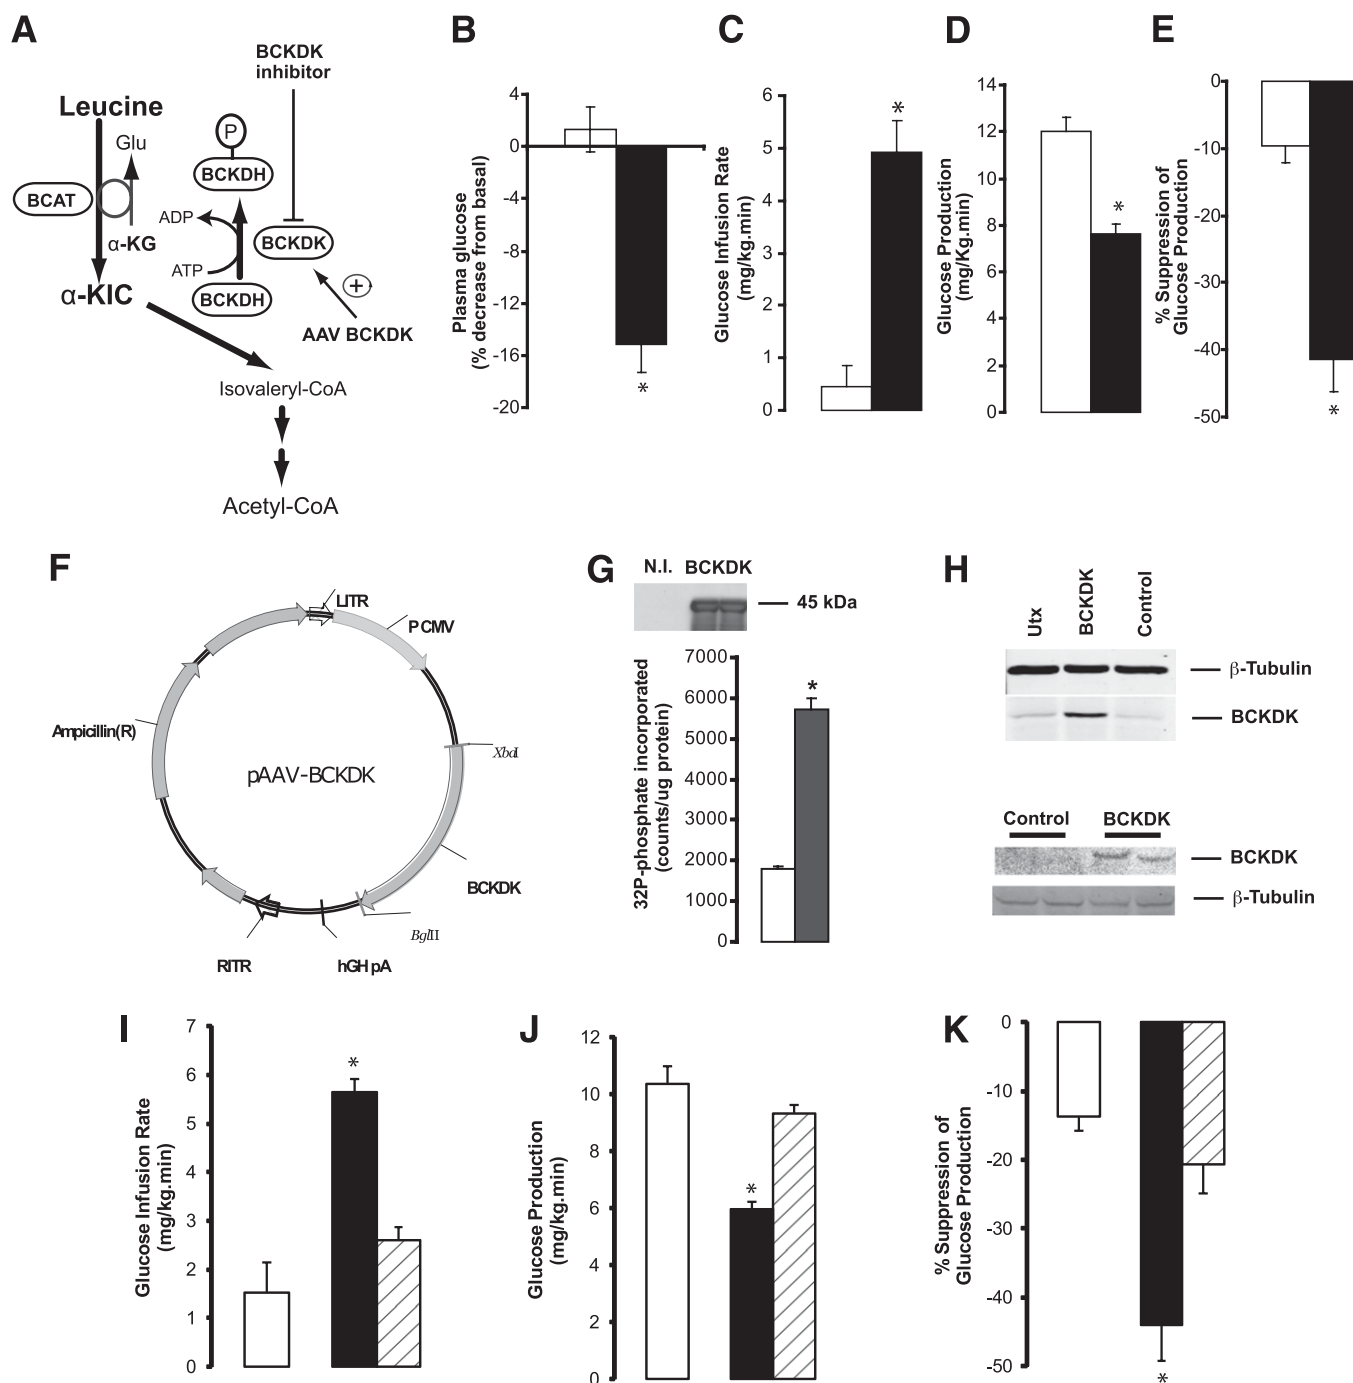 A
BCKDK
inhibitor
Leucine
Glu
P
BCKDH
BCAT
ADP
BCKDK
α-KG
ATP
α-KIC
BCKDH
+
AAV BCKDK
Isovaleryl-CoA
Acetyl-CoA
B
Plasma glucose
(% decrease from basal)
4
0
-4
-8
-12
-16
-20
*
C
Glucose Infusion Rate
(mg/kg.min)
6
5
4
3
2
1
0
*
D
Glucose Production
(mg/Kg.min)
14
12
10
8
6
4
2
0
*
E
% Suppression of
Glucose Production
0
-10
-20
-30
-40
-50
*
F
LITR
P CMV
Ampicillin(R)
XbaI
pAAV-BCKDK
BCKDK
BglII
RITR
hGH pA
G
N.I. BCKDK
45 kDa
32P-phosphate incorporated
(counts/ug protein)
7000
6000
5000
4000
3000
2000
1000
0
*
H
Utx
BCKDK
Control
β-Tubulin
BCKDK
Control BCKDK
BCKDK
β-Tubulin
I
Glucose Infusion Rate
(mg/kg.min)
7
6
5
4
3
2
1
0
*
J
Glucose Production
(mg/kg.min)
12
10
8
6
4
2
0
*
K
% Suppression of
Glucose Production
0
-10
-20
-30
-40
-50
*